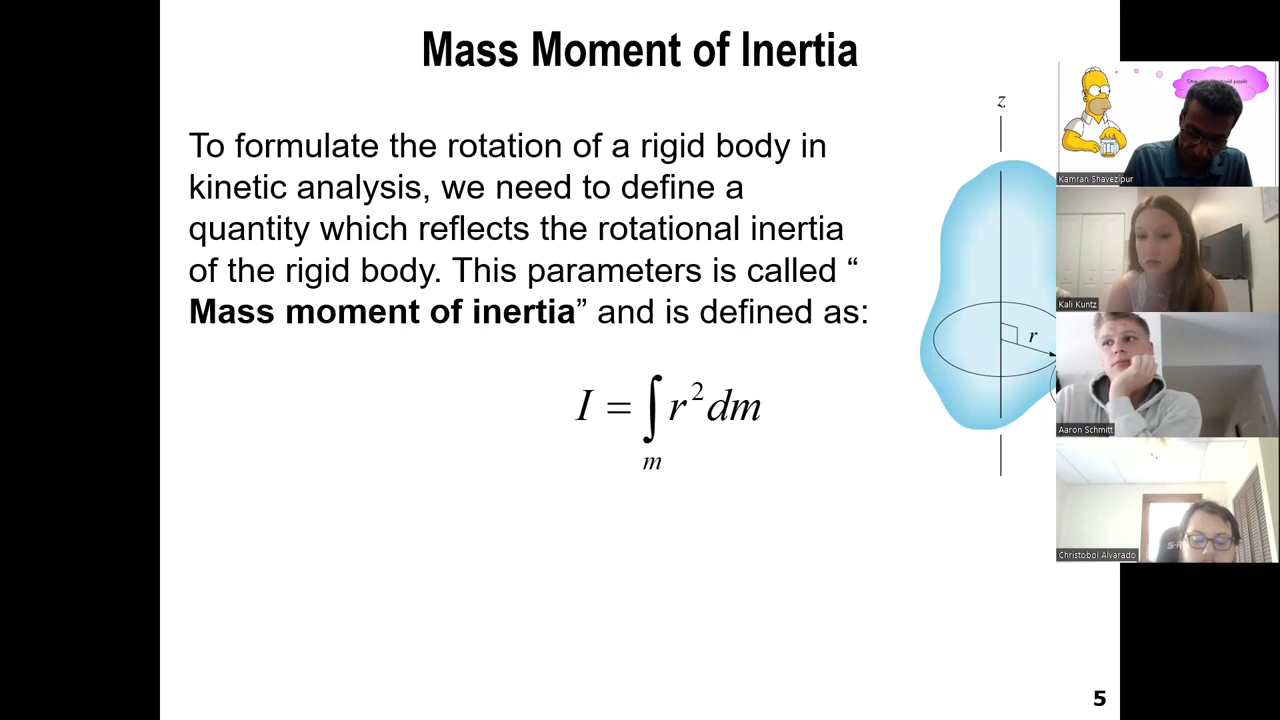 Mass Moment of Inertia
To formulate the rotation of a rigid body in
kinetic analysis, we need to define a
quantity which reflects the rotational inertia
of the rigid body. This parameters is called “
Mass moment of inertia” and is defined as:
I = ∫ r² dm
m
z
r
Kamran Shavezipur
Kali Kuntz
Aaron Schmitt
Christobol Alvarado
5